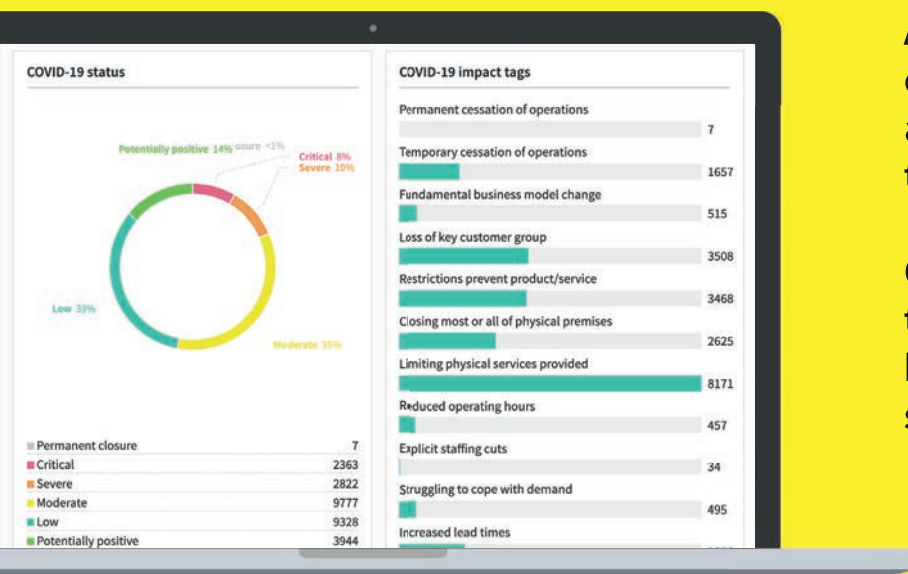 COVID-19 status
Potentially positive 14%
<1%
Critical 8%
Severe 10%
Low 33%
Moderate 35%
Permanent closure 7
Critical 2363
Severe 2822
Moderate 9777
Low 9328
Potentially positive 3944
COVID-19 impact tags
Permanent cessation of operations
7
Temporary cessation of operations
1657
Fundamental business model change
515
Loss of key customer group
3508
Restrictions prevent product/service
3468
Closing most or all of physical premises
2625
Limiting physical services provided
8171
Reduced operating hours
457
Explicit staffing cuts
34
Struggling to cope with demand
495
Increased lead times